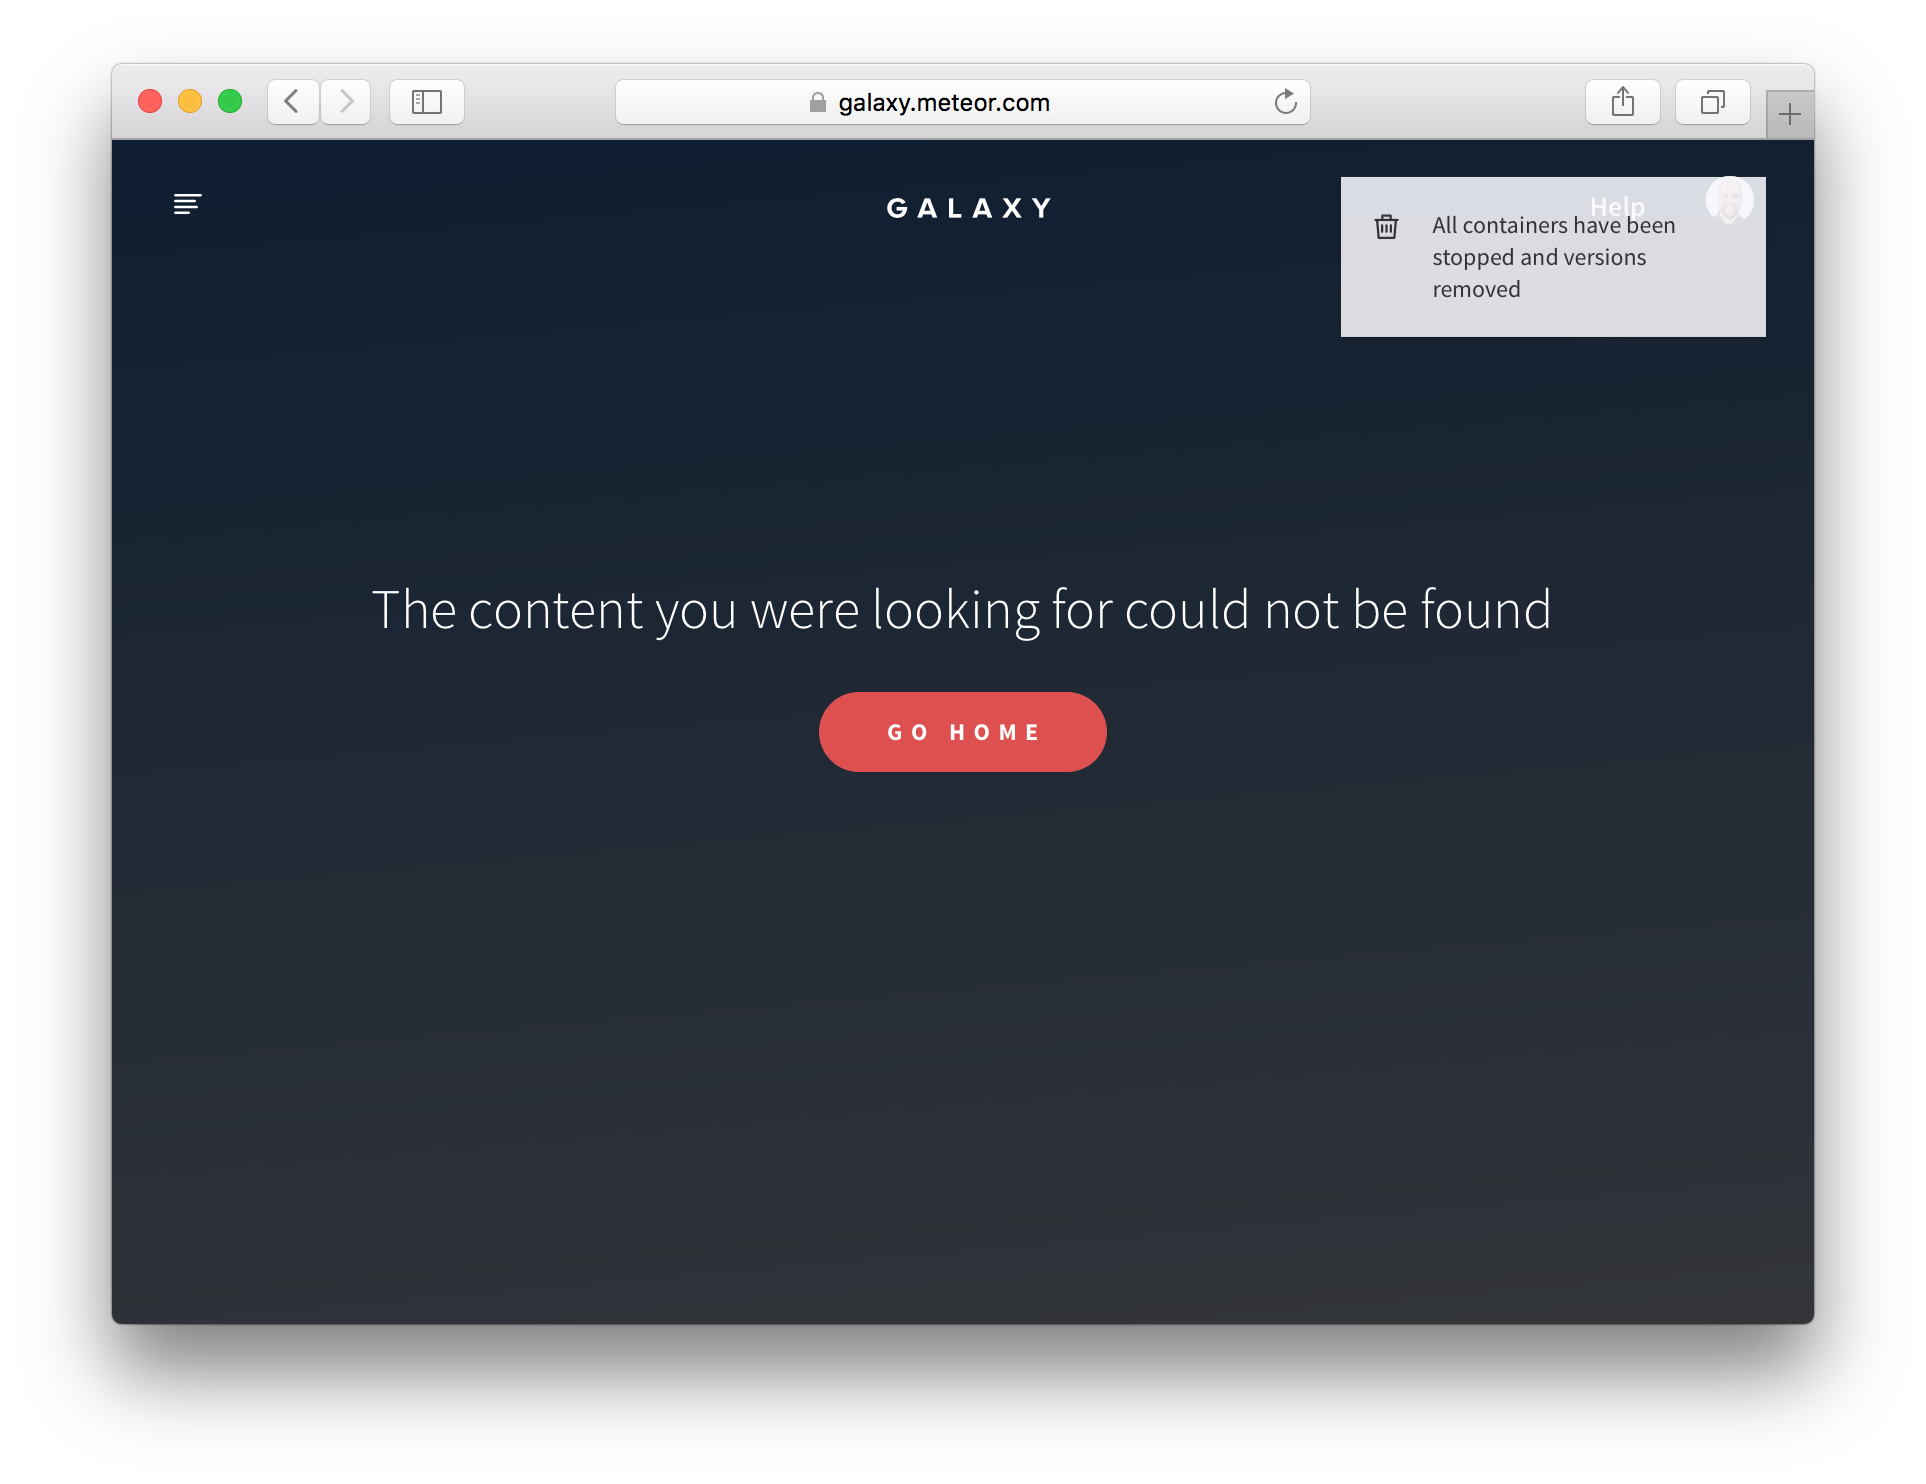 galaxy.meteor.com
GALAXY
Help
All containers have been
stopped and versions
removed
The content you were looking for could not be found
GO HOME